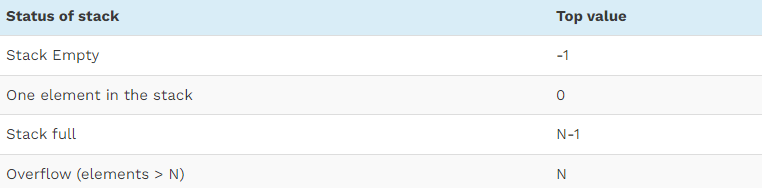 Status of stack Top value
Stack Empty -1
One element in the stack 0
Stack full N-1
Overflow (elements > N) N